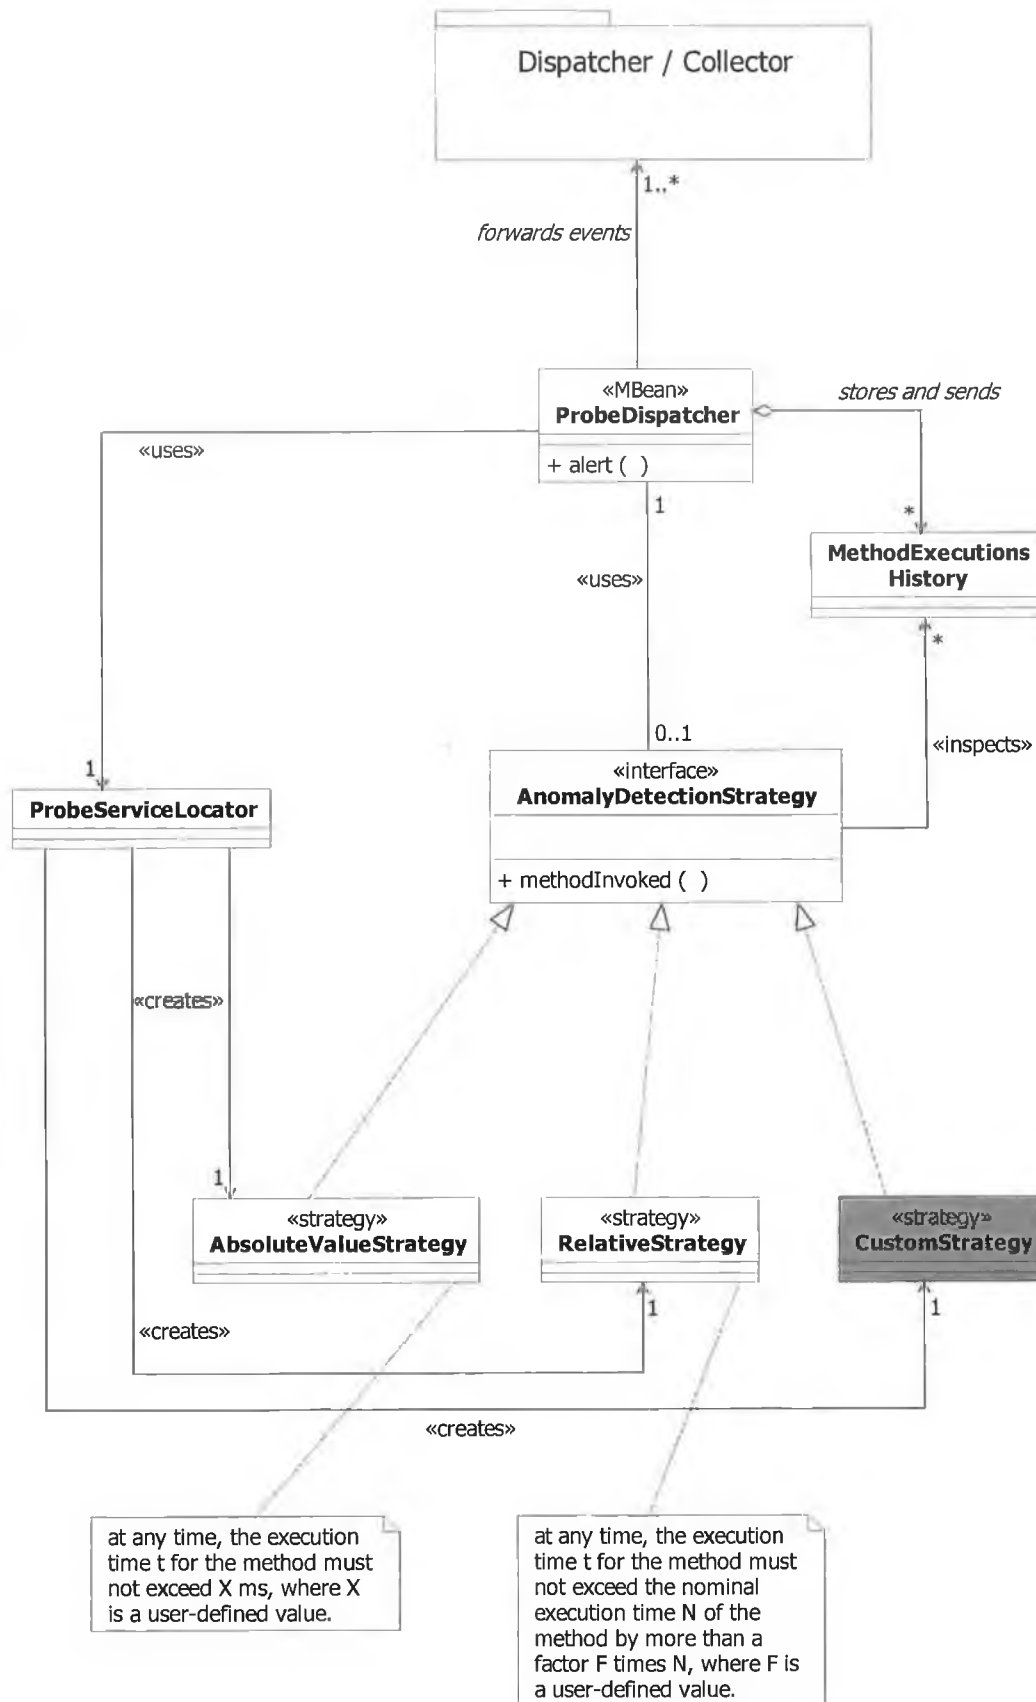 Dispatcher / Collector
1..*
forwards events
«MBean»
ProbeDispatcher
+ alert ( )
stores and sends
«uses»
1
*
MethodExecutions
History
«uses»
*
0..1
«inspects»
«interface»
AnomalyDetectionStrategy
+ methodInvoked ( )
1
ProbeServiceLocator
«creates»
1
«strategy»
AbsoluteValueStrategy
«strategy»
RelativeStrategy
«strategy»
CustomStrategy
1
1
«creates»
«creates»
at any time, the execution
time t for the method must
not exceed X ms, where X
is a user-defined value.
at any time, the execution
time t for the method must
not exceed the nominal
execution time N of the
method by more than a
factor F times N, where F is
a user-defined value.